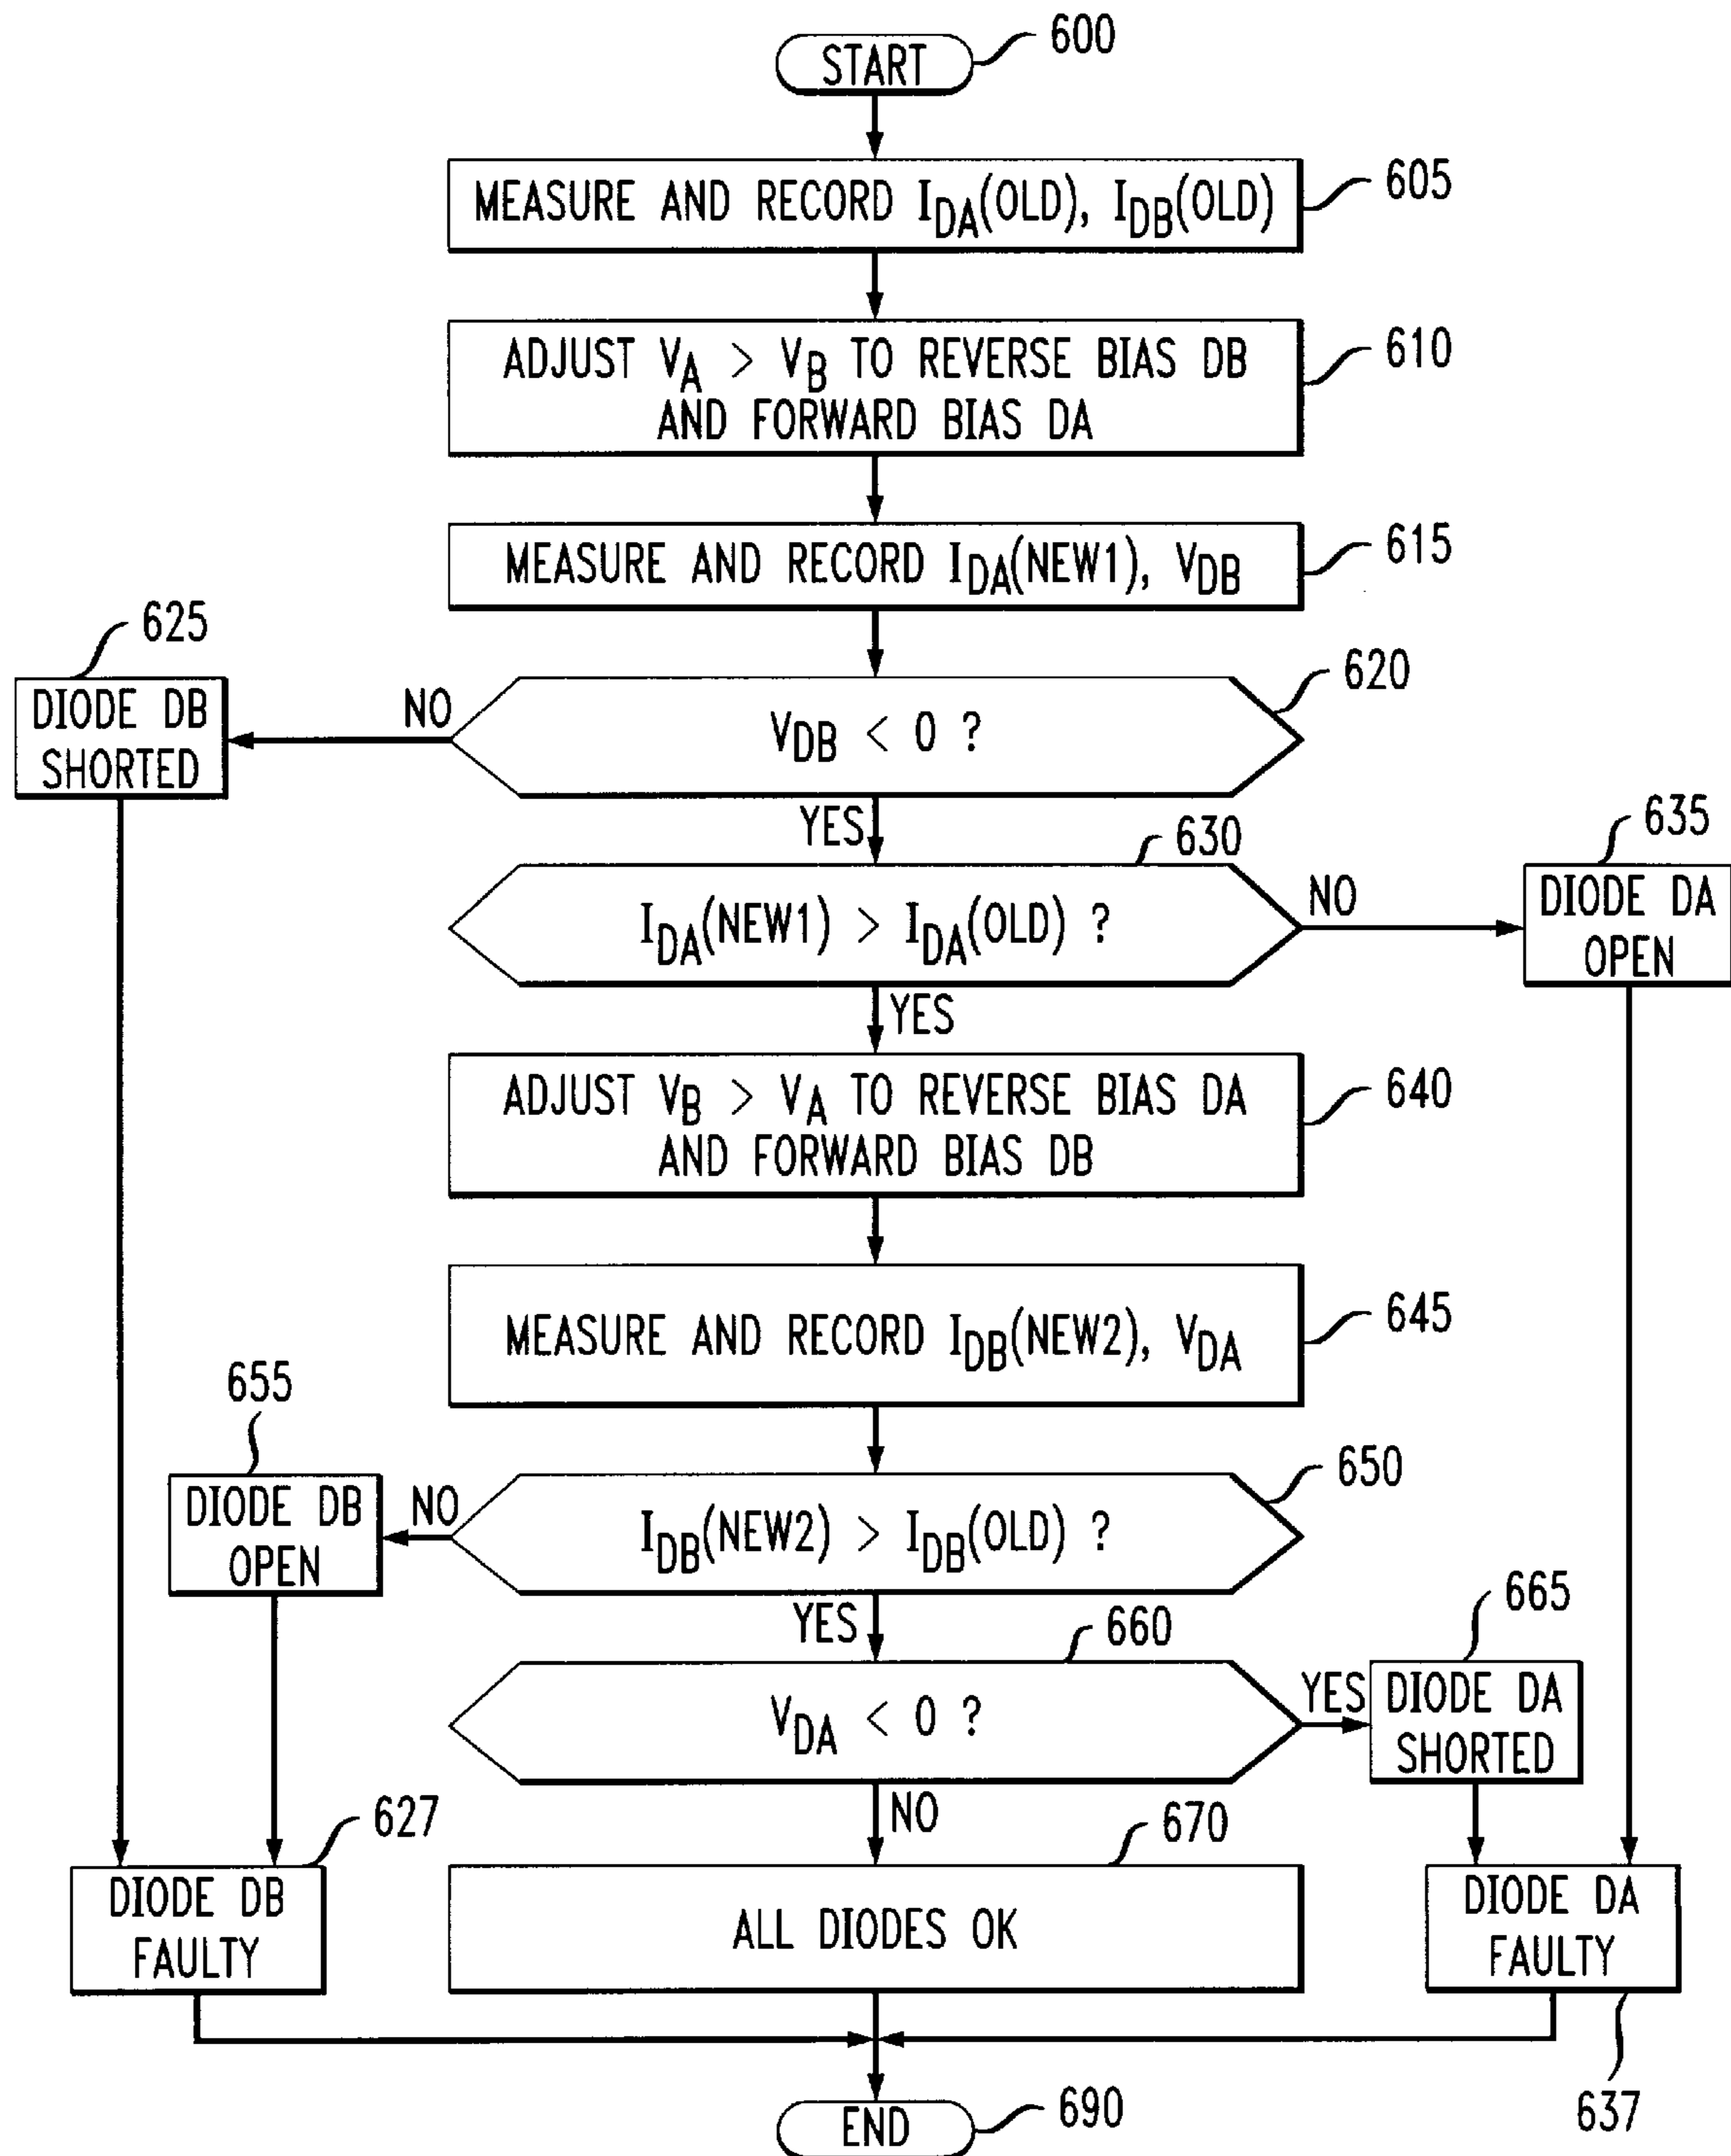 START
600
MEASURE AND RECORD IDA(OLD), IDB(OLD)
605
ADJUST VA > VB TO REVERSE BIAS DB
AND FORWARD BIAS DA
610
MEASURE AND RECORD IDA(NEW1), VDB
615
625
DIODE DB
SHORTED
NO
VDB < 0 ?
620
YES
630
635
IDA(NEW1) > IDA(OLD) ?
NO
DIODE DA
OPEN
YES
ADJUST VB > VA TO REVERSE BIAS DA
AND FORWARD BIAS DB
640
MEASURE AND RECORD IDB(NEW2), VDA
645
655
DIODE DB
OPEN
NO
IDB(NEW2) > IDB(OLD) ?
650
YES
660
665
VDA < 0 ?
YES
DIODE DA
SHORTED
NO
627
670
DIODE DB
FAULTY
ALL DIODES OK
DIODE DA
FAULTY
637
END
690